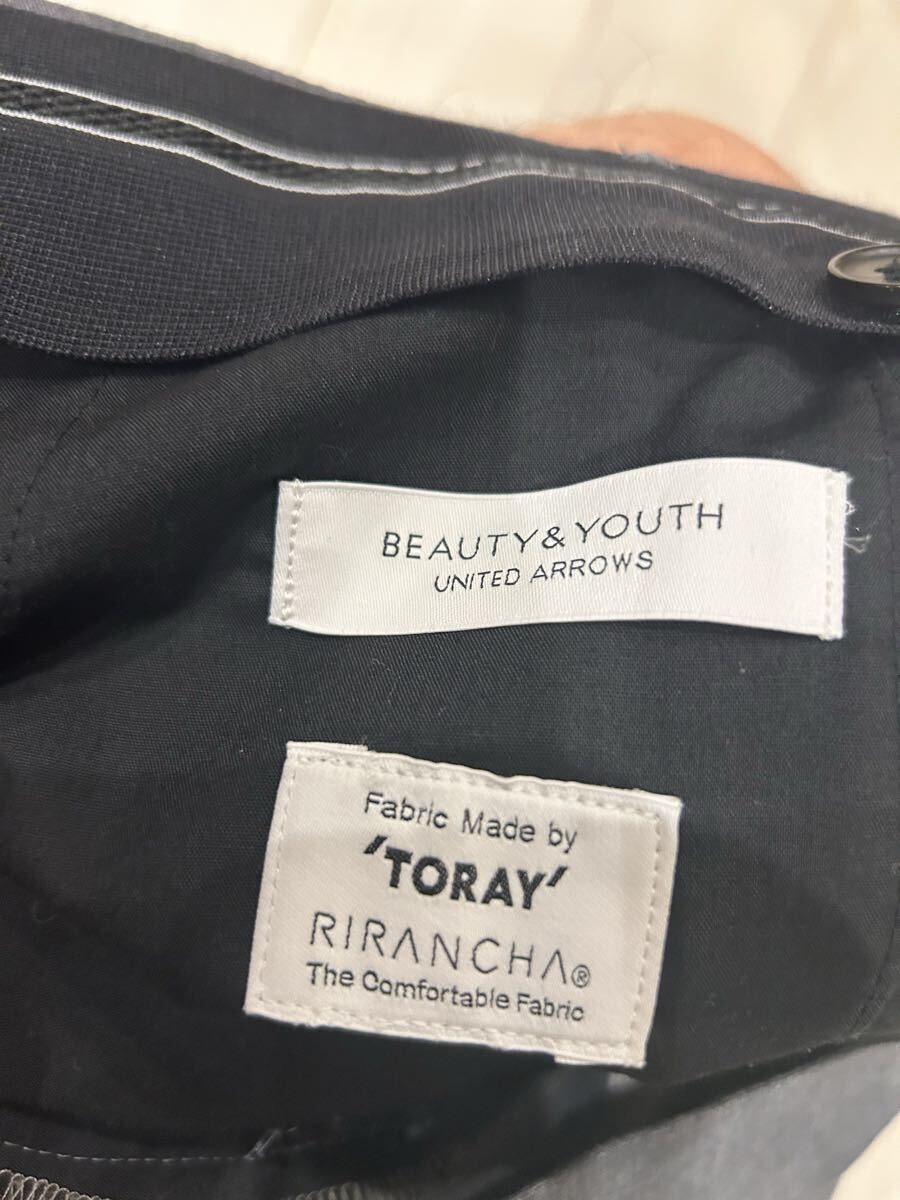 BEAUTY&YOUTH
UNITED ARROWS
Fabric Made by
'TORAY'
RIRANCHA®
The Comfortable Fabric